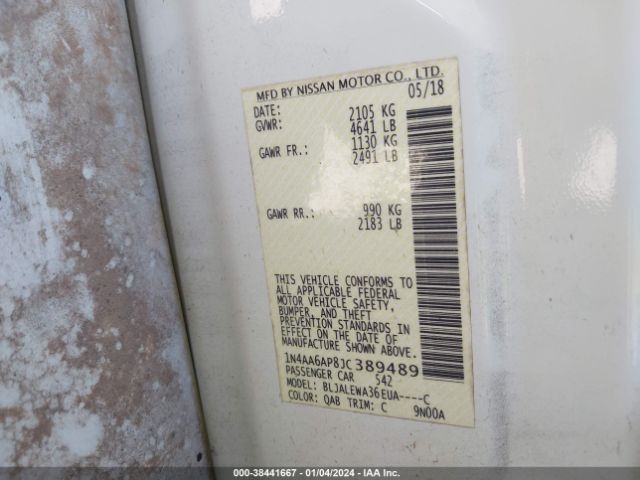 MFD BY NISSAN MOTOR CO., LTD.
DATE: 05/18
GVWR: 2105 KG
4641 LB
GAWR FR.: 1130 KG
2491 LB
GAWR RR.: 990 KG
2183 LB
THIS VEHICLE CONFORMS TO
ALL APPLICABLE FEDERAL
MOTOR VEHICLE SAFETY,
BUMPER, AND THEFT
PREVENTION STANDARDS IN
EFFECT ON THE DATE OF
MANUFACTURE SHOWN ABOVE.
1N4AA6AP8JC389489
PASSENGER CAR 542
MODEL: BLJALEWA36EUA----C
COLOR: QAB TRIM: C 9N00A
000-38441667 - 01/04/2024 - IAA Inc.